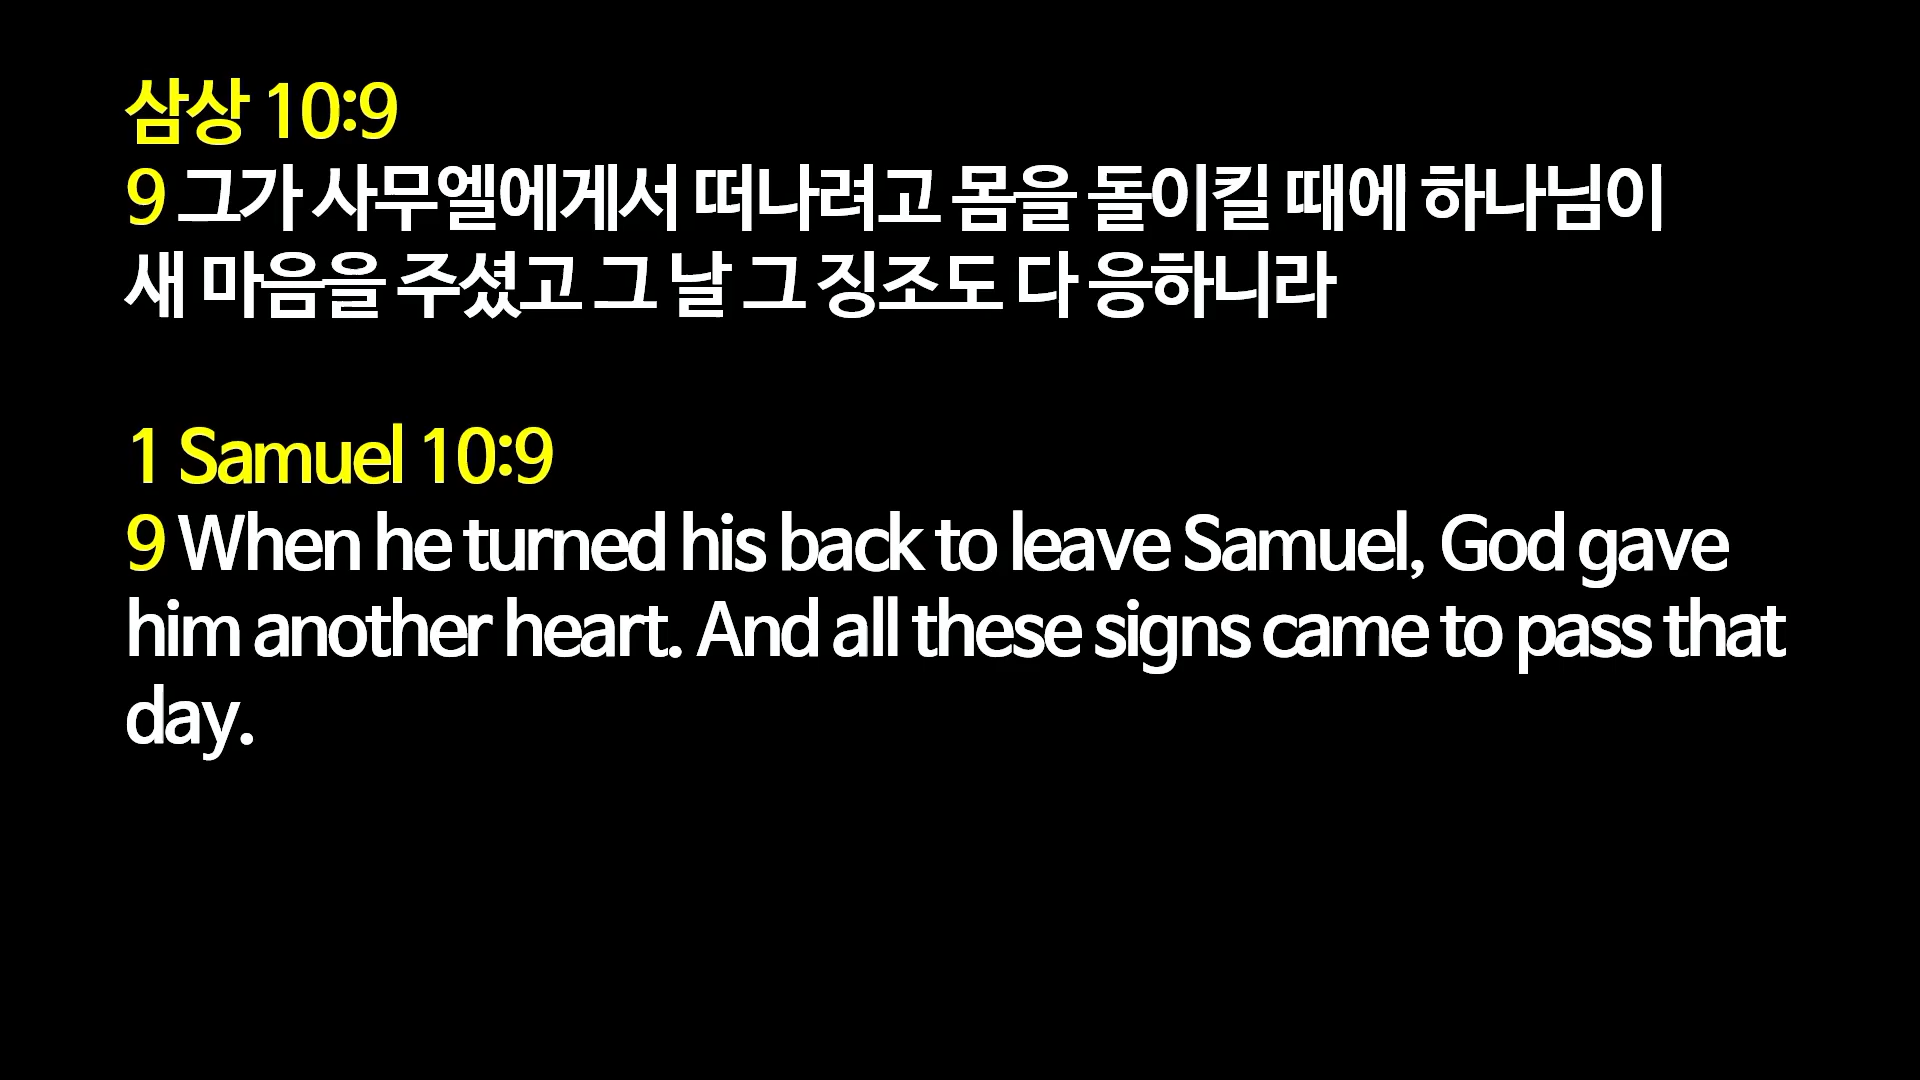 삼상 10:9
9 그가 사무엘에게서 떠나려고 몸을 돌이킬 때에 하나님이
새 마음을 주셨고 그 날 그 징조도 다 응하니라
1 Samuel 10:9
9 When he turned his back to leave Samuel, God gave
him another heart. And all these signs came to pass that
day.